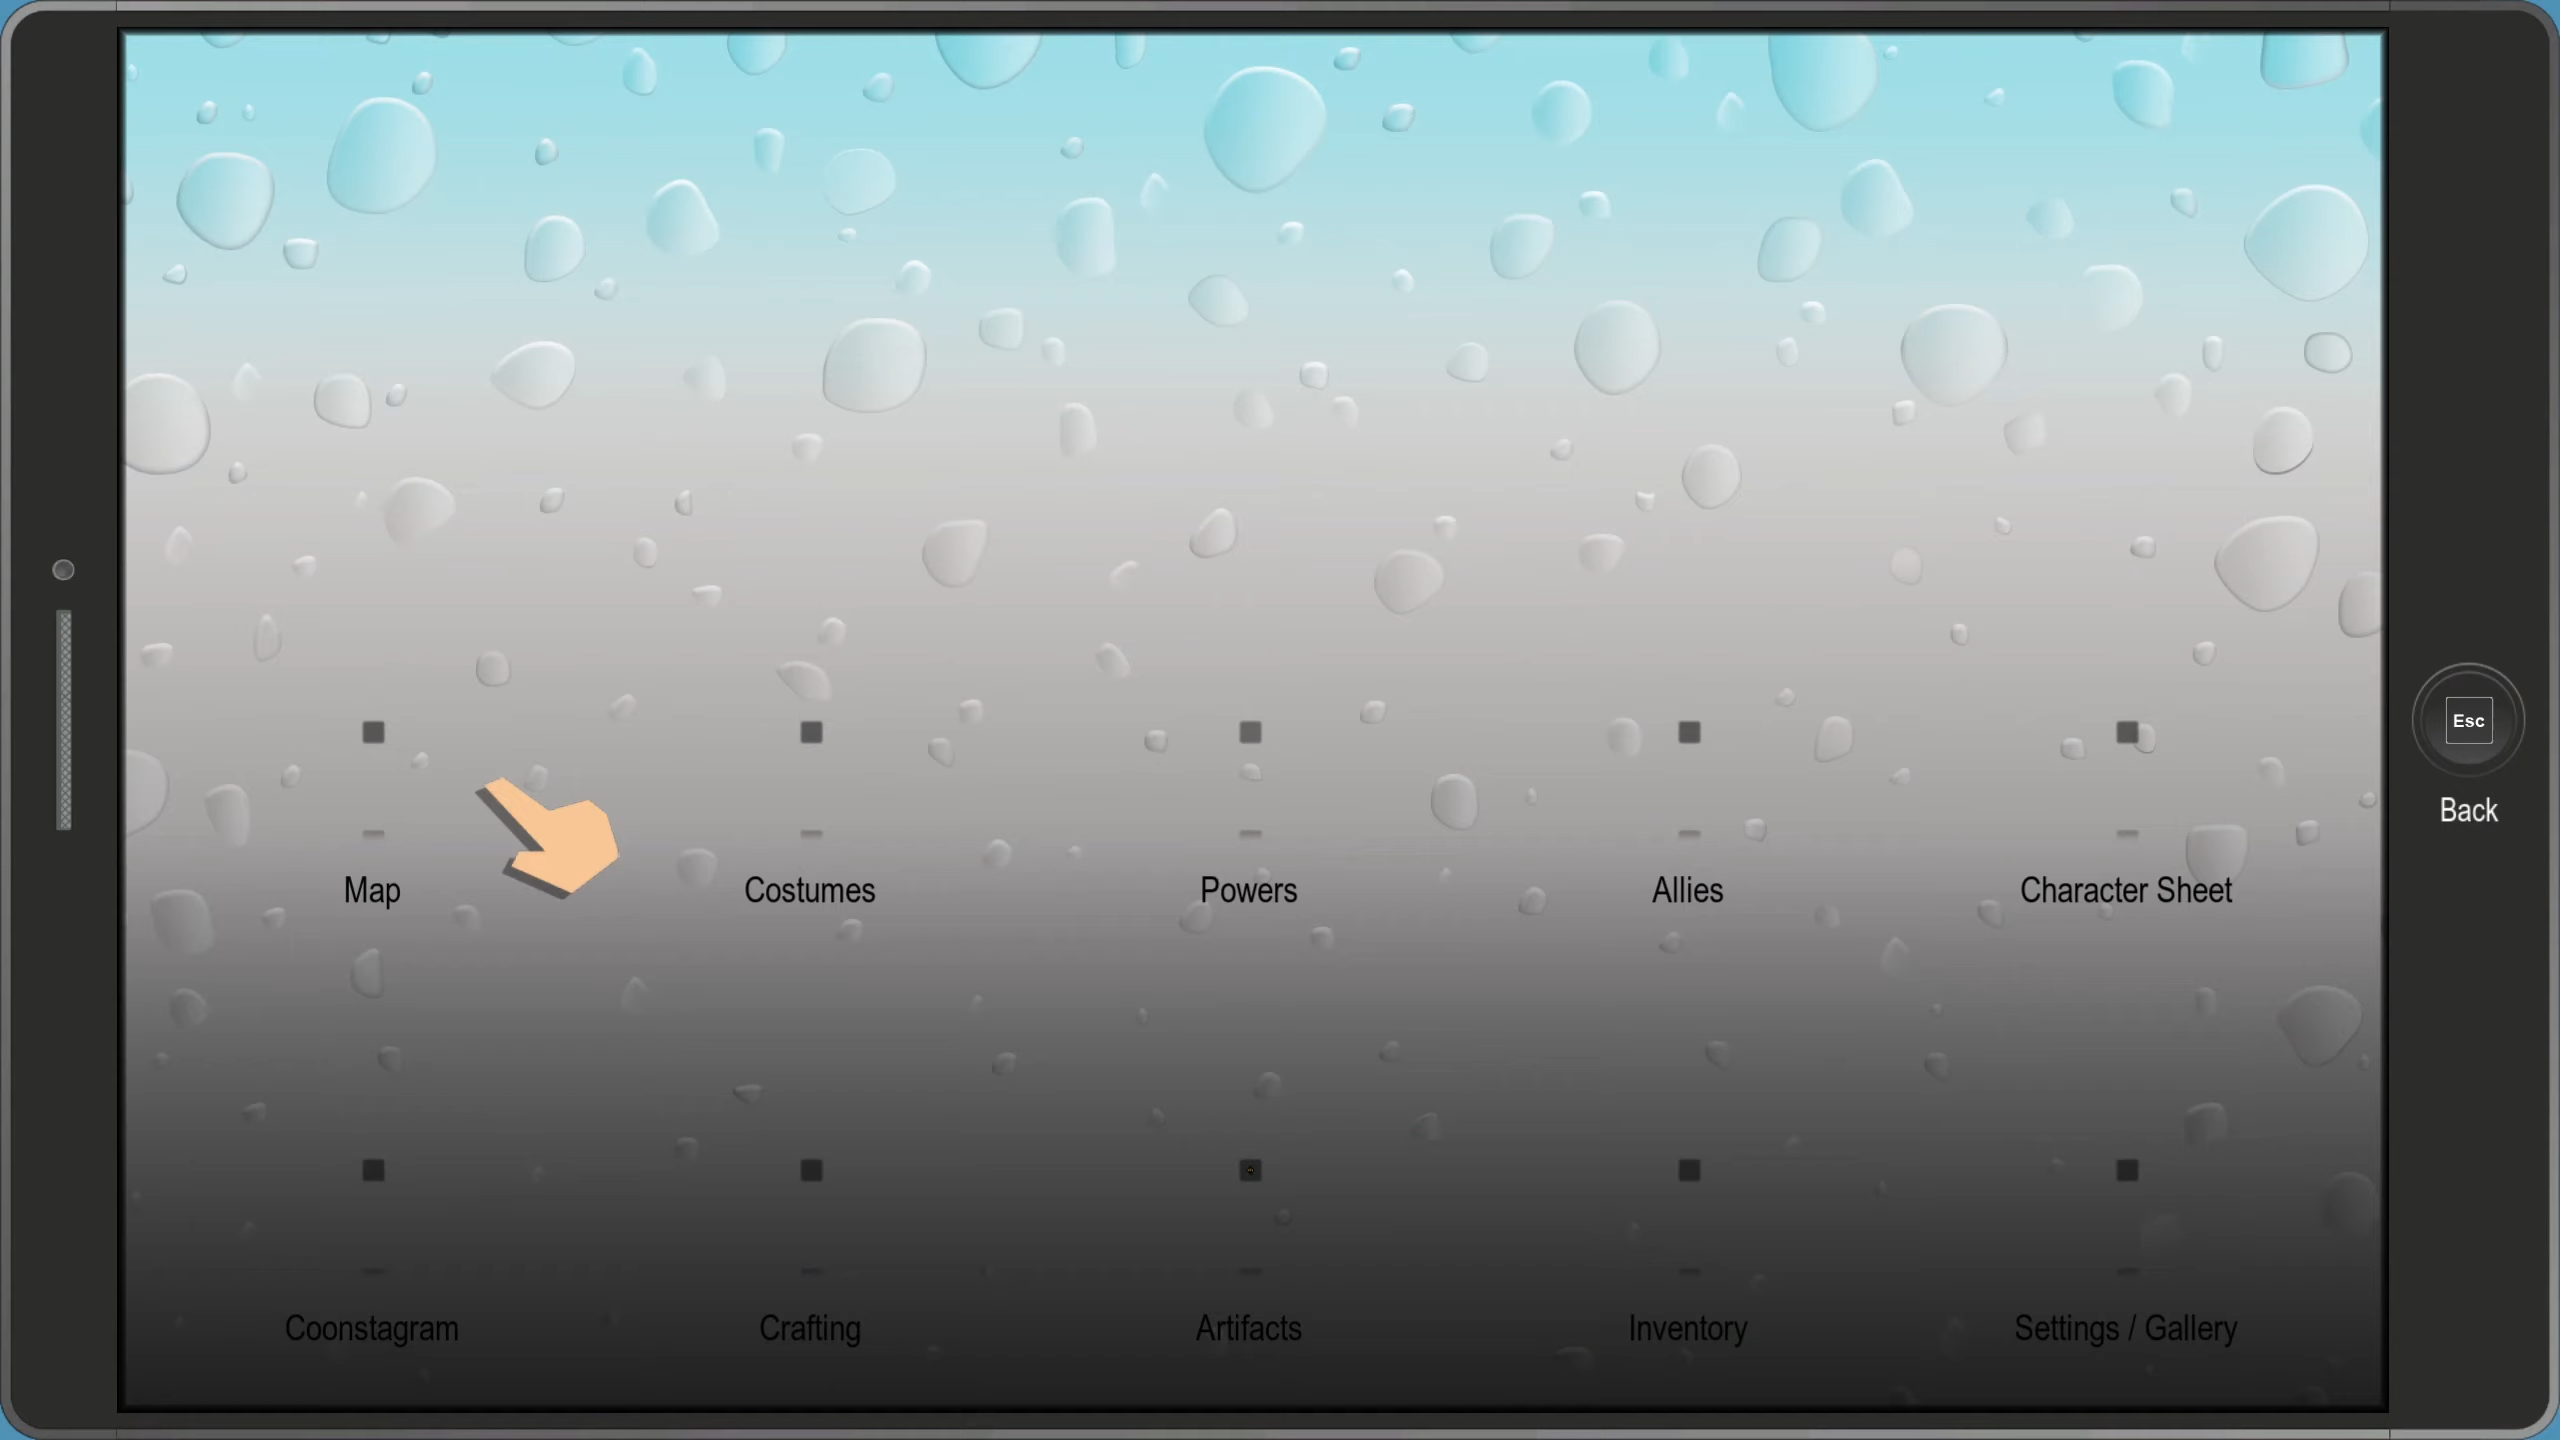 Esc
Back
Map
Costumes
Powers
Allies
Character Sheet
Coonstagram
Crafting
Artifacts
Inventory
Settings / Gallery